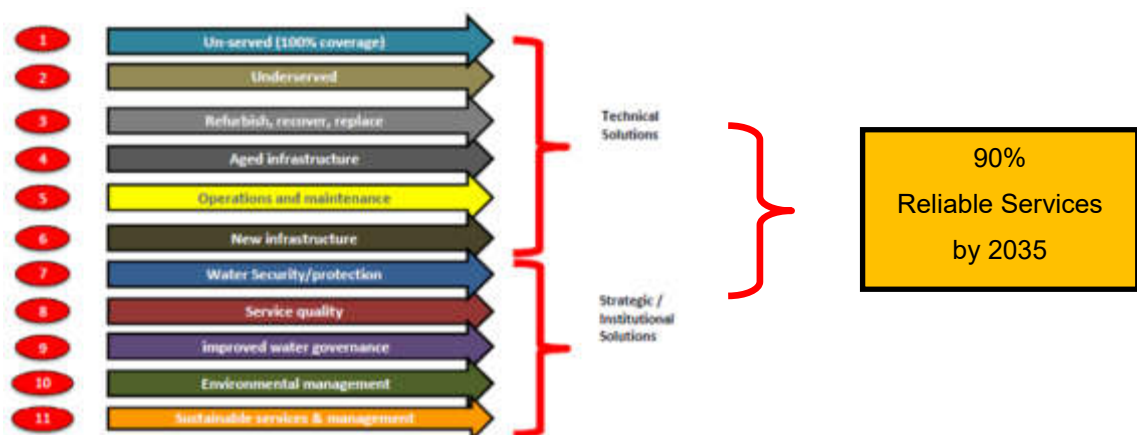 1
Un-served (100% coverage)
2
Underserved
3
Refurbish, recover, replace
4
Aged infrastructure
5
Operations and maintenance
6
New infrastructure
7
Water Security/protection
8
Service quality
9
improved water governance
10
Environmental management
11
Sustainable services & management
Technical
Solutions
Strategic /
Institutional
Solutions
90%
Reliable Services
by 2035